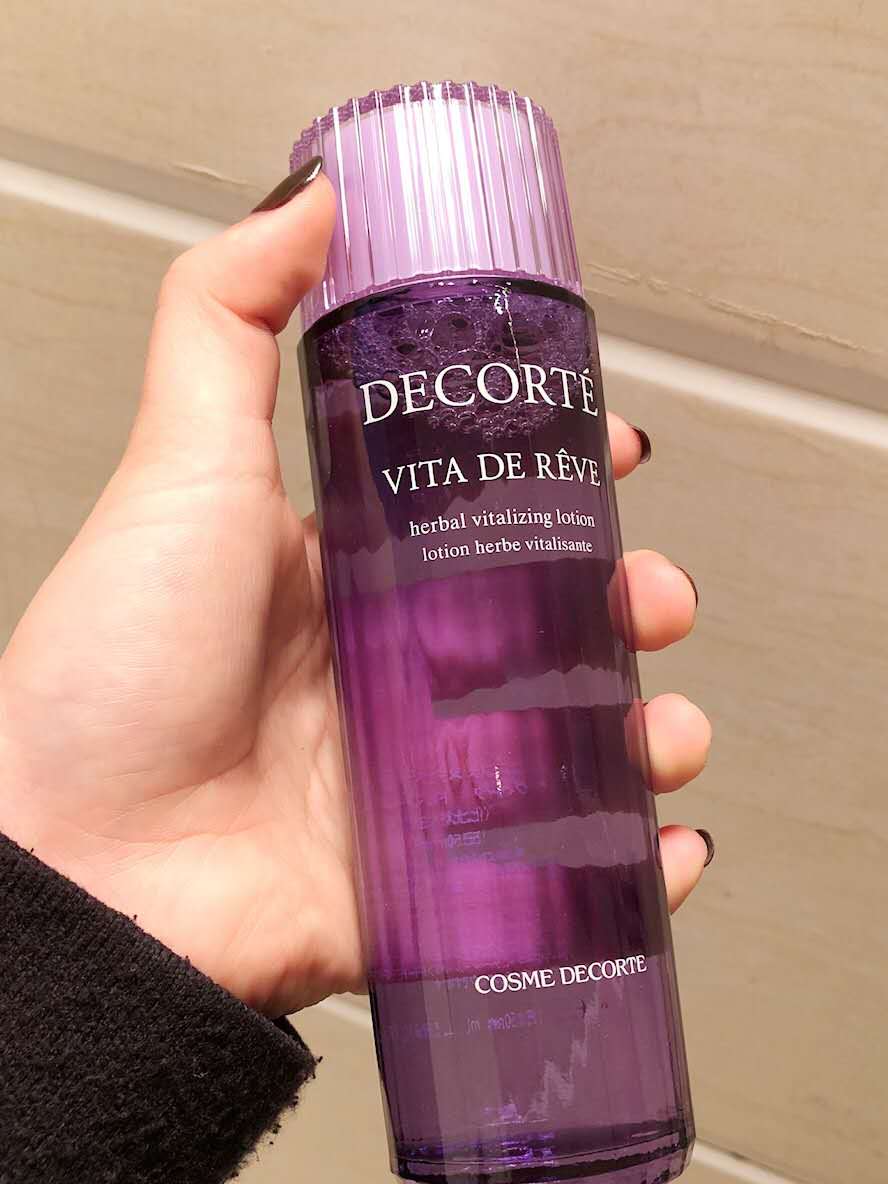 DECORTÉ
VITA DE RÊVE
herbal vitalizing lotion
lotion herbe vitalisante
COSME DECORTE